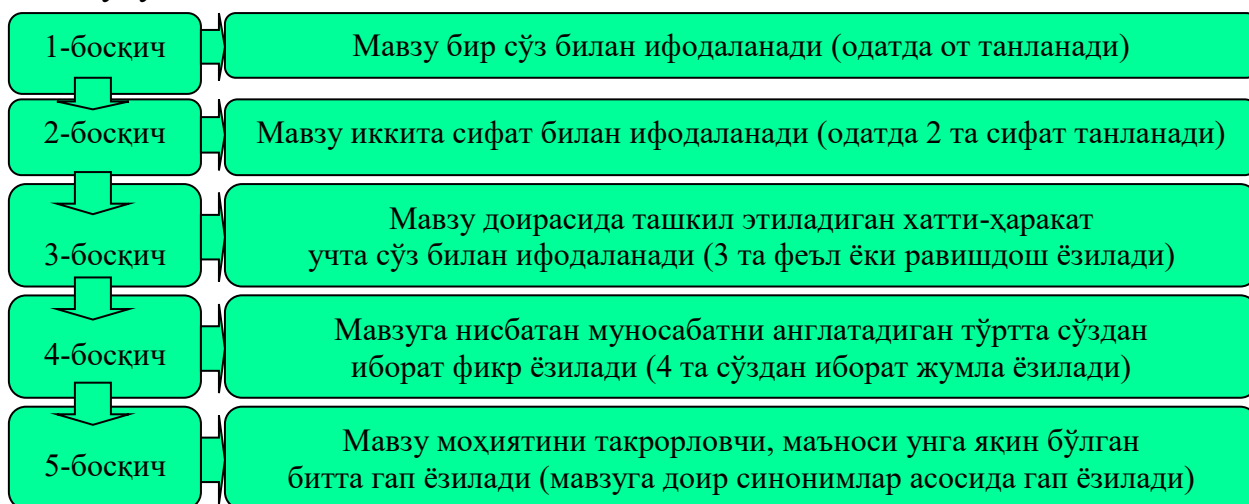 1-босқич
Мавзу бир сўз билан ифодаланади (одатда от танланади)
2-босқич
Мавзу иккита сифат билан ифодаланади (одатда 2 та сифат танланади)
3-босқич
Мавзу доирасида ташкил этиладиган хатти-ҳаракат
учта сўз билан ифодаланади (3 та феъл ёки равишдош ёзилади)
4-босқич
Мавзуга нисбатан муносабатни англатадиган тўртта сўздан
иборат фикр ёзилади (4 та сўздан иборат жумла ёзилади)
5-босқич
Мавзу моҳиятини такрорловчи, маъноси унга яқин бўлган
битта гап ёзилади (мавзуга доир синонимлар асосида гап ёзилади)